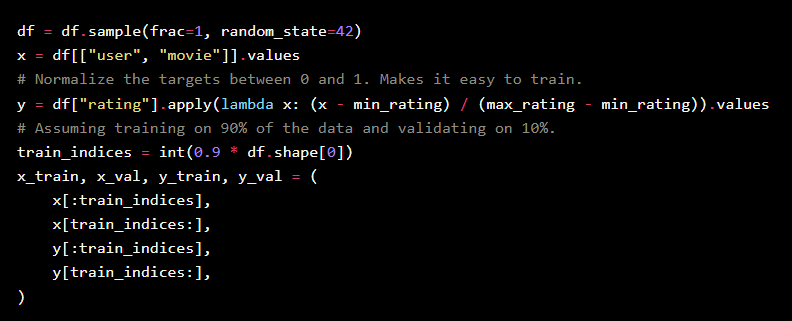 df = df.sample(frac=1, random_state=42)
x = df[["user", "movie"]].values
# Normalize the targets between 0 and 1. Makes it easy to train.
y = df["rating"].apply(lambda x: (x - min_rating) / (max_rating - min_rating)).values
# Assuming training on 90% of the data and validating on 10%.
train_indices = int(0.9 * df.shape[0])
x_train, x_val, y_train, y_val = (
    x[:train_indices],
    x[train_indices:],
    y[:train_indices],
    y[train_indices:],
)